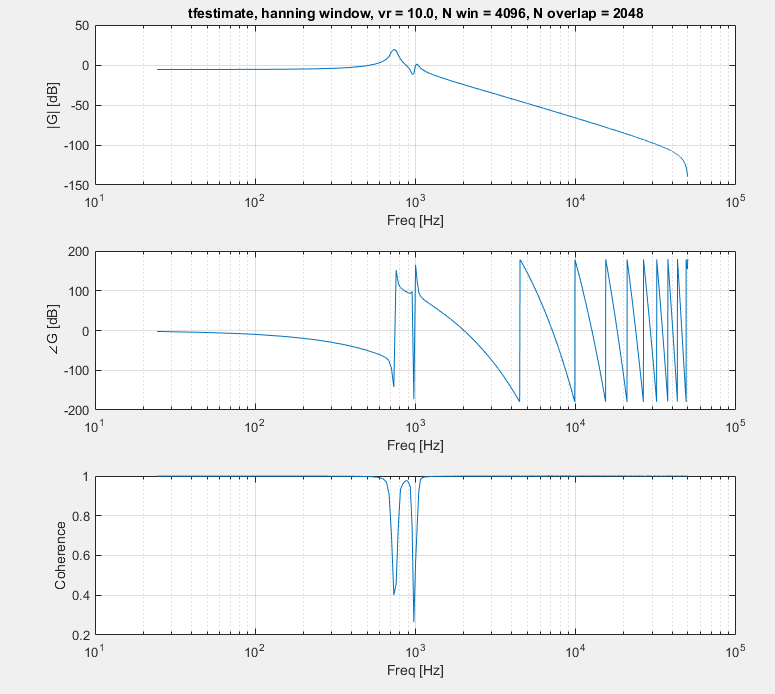 tfestimate, hanning window, vr = 10.0, N win = 4096, N overlap = 2048
50
0
-50
-100
-150
|G| [dB]
10^1 10^2 10^3 10^4 10^5
Freq [Hz]
200
100
0
-100
-200
∠G [dB]
10^1 10^2 10^3 10^4 10^5
Freq [Hz]
1
0.8
0.6
0.4
0.2
Coherence
10^1 10^2 10^3 10^4 10^5
Freq [Hz]